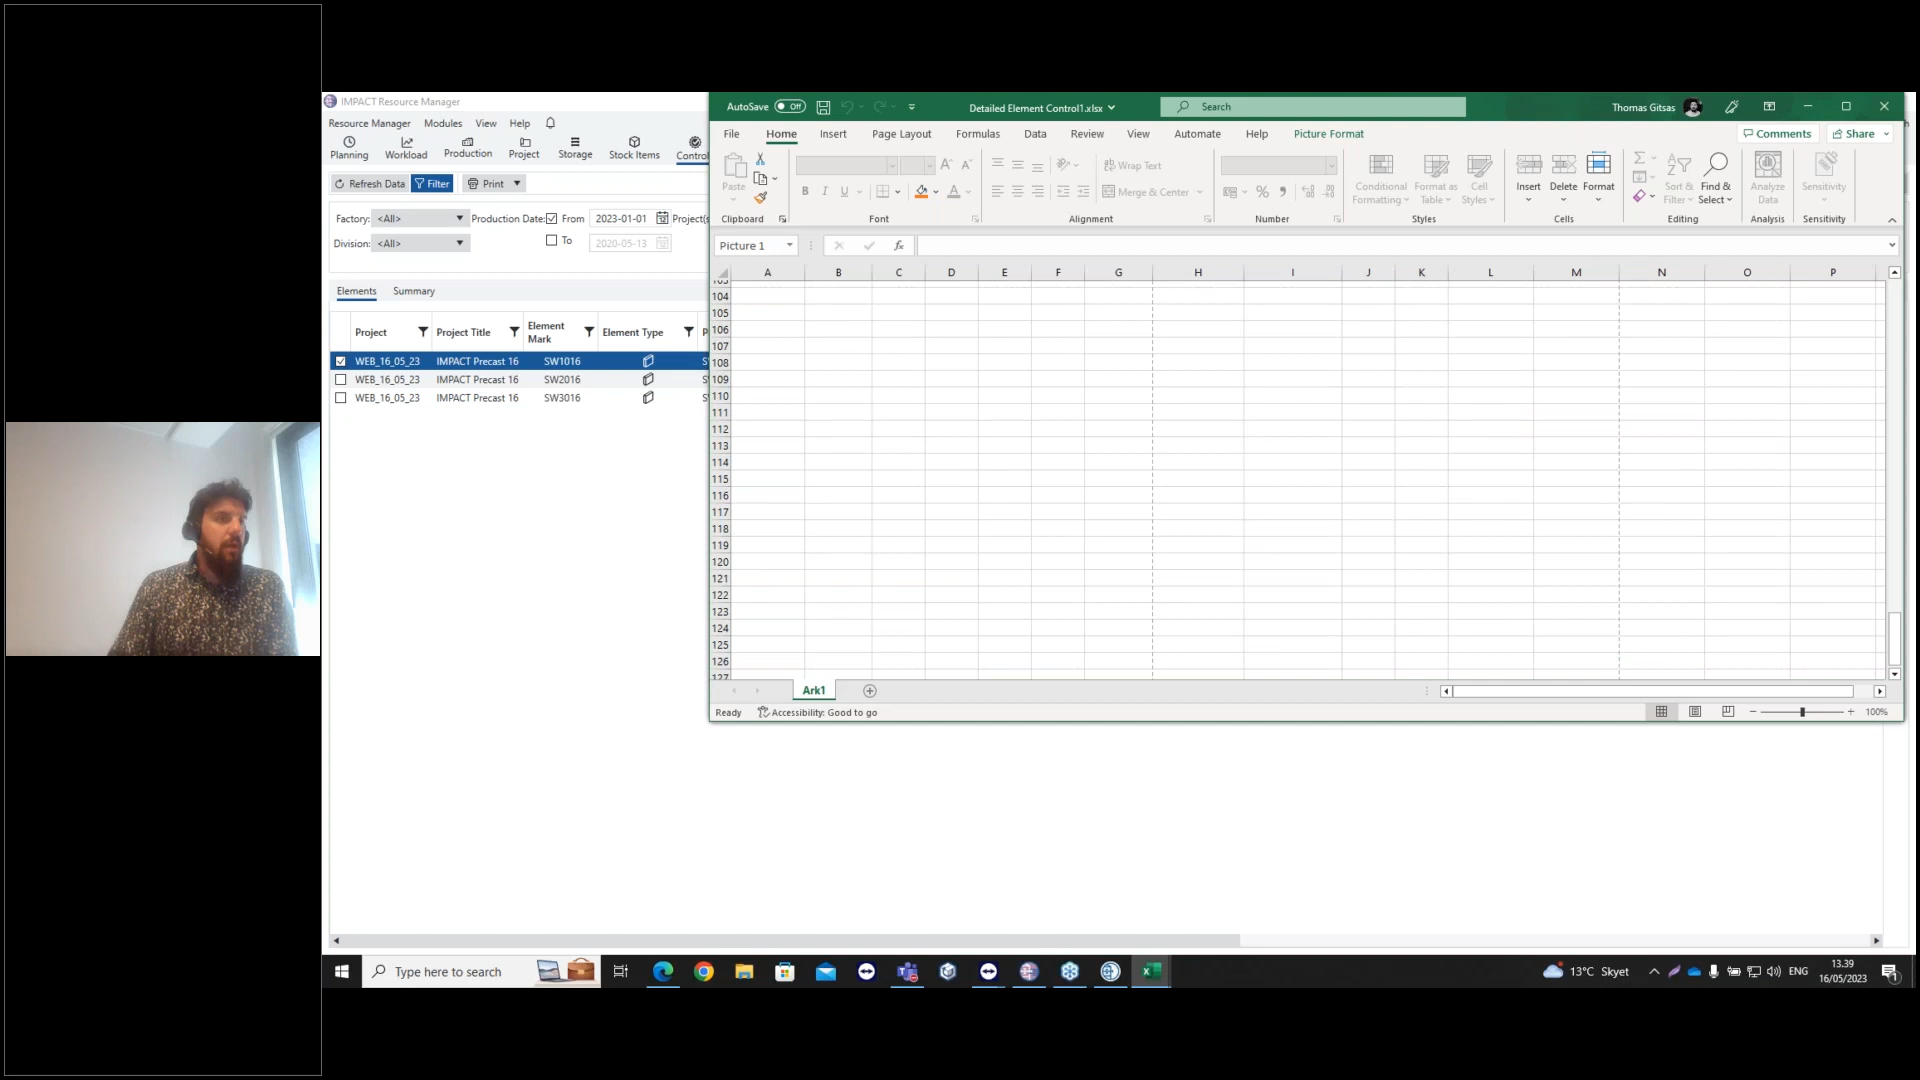 IMPACT Resource Manager
Resource Manager Modules View Help
Planning Workload Production Project Storage Stock Items Control
Refresh Data Filter Print
Factory: <All> Production Date: From 2023-01-01 Project(s
Division: <All> To 2020-05-13
Elements Summary
Project Project Title Element Mark Element Type P
WEB_16_05_23 IMPACT Precast 16 SW1016 S
WEB_16_05_23 IMPACT Precast 16 SW2016 S
WEB_16_05_23 IMPACT Precast 16 SW3016 S
AutoSave Off Detailed Element Control1.xlsx Search Thomas Gitsas
File Home Insert Page Layout Formulas Data Review View Automate Help Picture Format Comments Share
Paste B I U Wrap Text Merge & Center % Conditional Formatting Format as Table Cell Styles Insert Delete Format Sort & Filter Find & Select Analyze Data Sensitivity
Clipboard Font Alignment Number Styles Cells Editing Analysis Sensitivity
Picture 1 fx
A B C D E F G H I J K L M N O P
103
104
105
106
107
108
109
110
111
112
113
114
115
116
117
118
119
120
121
122
123
124
125
126
127
Ark1
Ready Accessibility: Good to go 100%
Type here to search 13°C Skyet ENG 13.39
16/05/2023
1